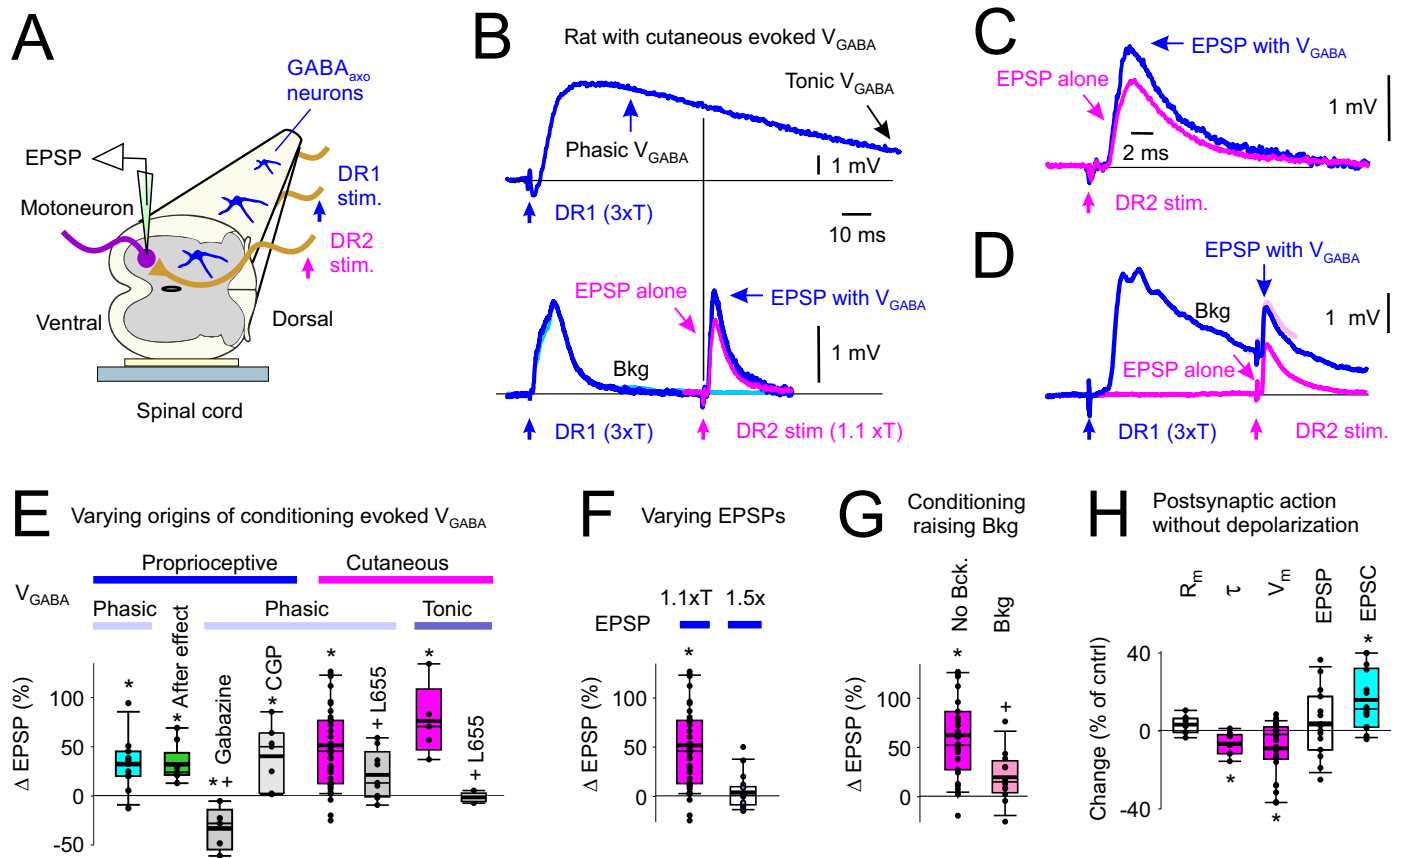 A
GABAaxo
neurons
EPSP
DR1
stim.
Motoneuron
DR2
stim.
Ventral
Dorsal
Spinal cord
B
Rat with cutaneous evoked VGABA
Tonic VGABA
Phasic VGABA
1 mV
DR1 (3xT)
10 ms
EPSP alone
EPSP with VGABA
1 mV
Bkg
DR1 (3xT)
DR2 stim (1.1 xT)
C
EPSP with VGABA
EPSP alone
1 mV
2 ms
DR2 stim.
D
EPSP with VGABA
Bkg
1 mV
EPSP alone
DR1 (3xT)
DR2 stim.
E
Varying origins of conditioning evoked VGABA
Proprioceptive
Cutaneous
VGABA
Phasic
Phasic
Tonic
* After effect
* + Gabazine
* CGP
+ L655
+ L655
*
*
*
Δ EPSP (%)
100
50
0
-50
F
Varying EPSPs
1.1xT
1.5x
EPSP
*
Δ EPSP (%)
100
50
0
G
Conditioning
raising Bkg
No Bck.
Bkg
*
+
Δ EPSP (%)
100
50
0
H
Postsynaptic action
without depolarization
Rm
τ
Vm
EPSP
EPSC
*
*
*
Change (% of cntrl)
40
0
-40